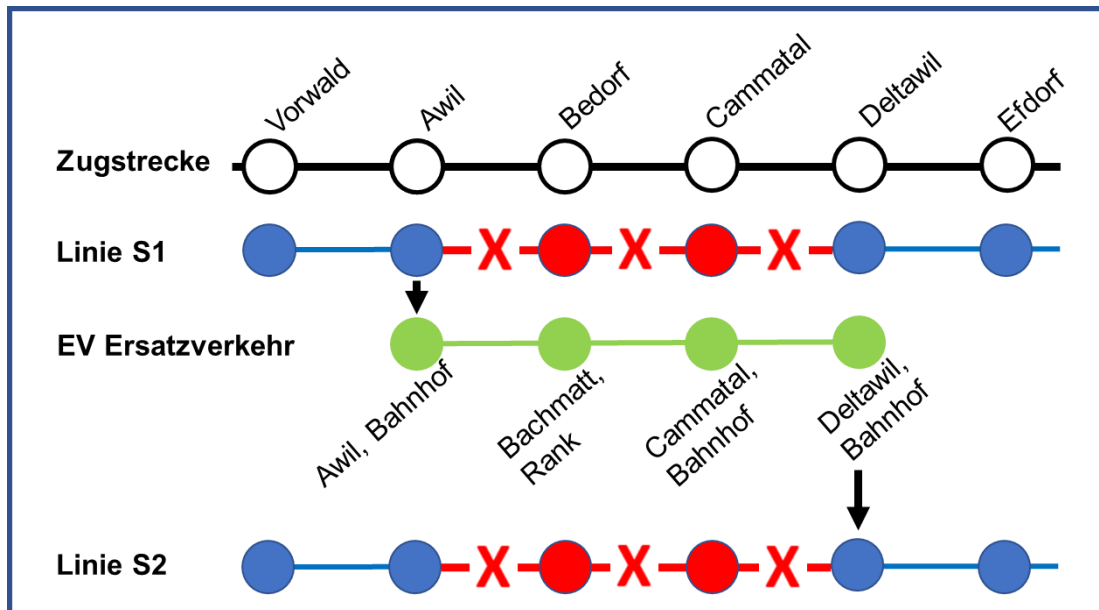 Vorwald
Awil
Bedorf
Cammatal
Deltawil
Efdorf
Zugstrecke
Linie S1
X X X
EV Ersatzverkehr
Awil, Bahnhof
Bachmatt,
Rank
Cammatal,
Bahnhof
Deltawil,
Bahnhof
Linie S2
X X X